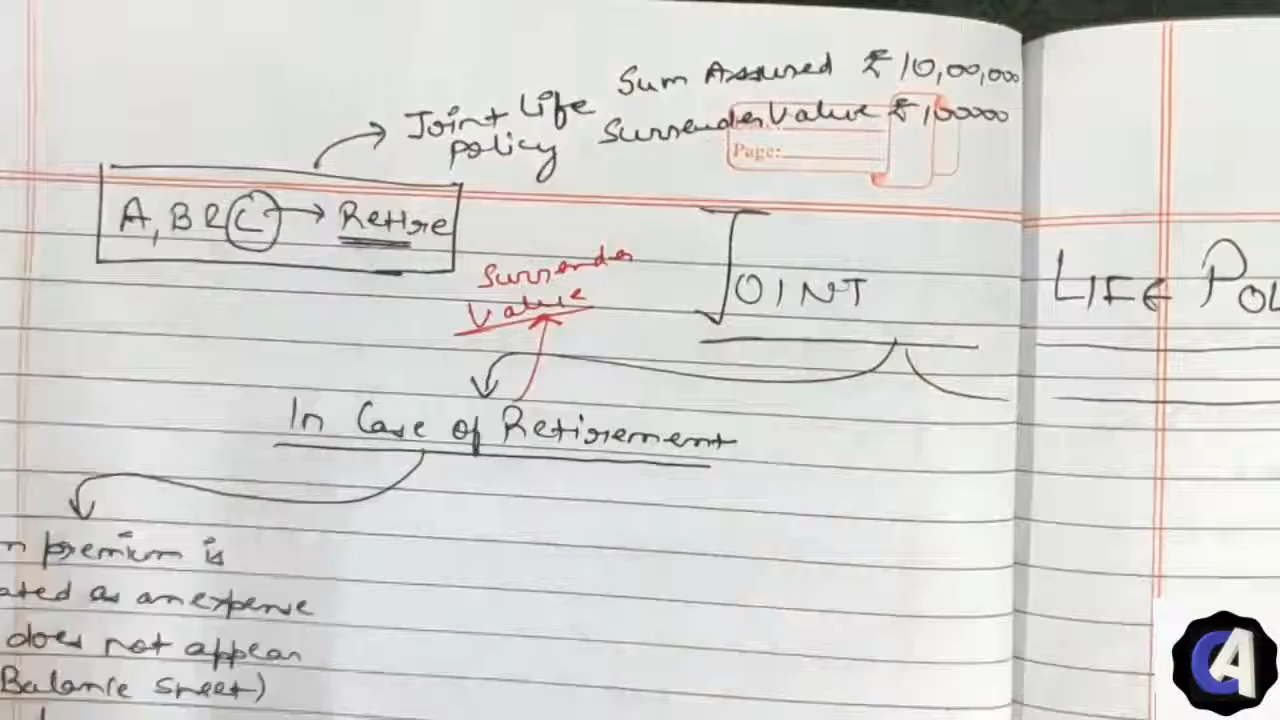 Sum Assured ₹ 10,00,000
Joint Life Surrender Value ₹ 100000
policy
Page:
A, B & C → Retire
Surrender
Value
JOINT LIFE POL
In Case of Retirement
n premium is
ated as an expense
does not appear
Balance sheet)
CA